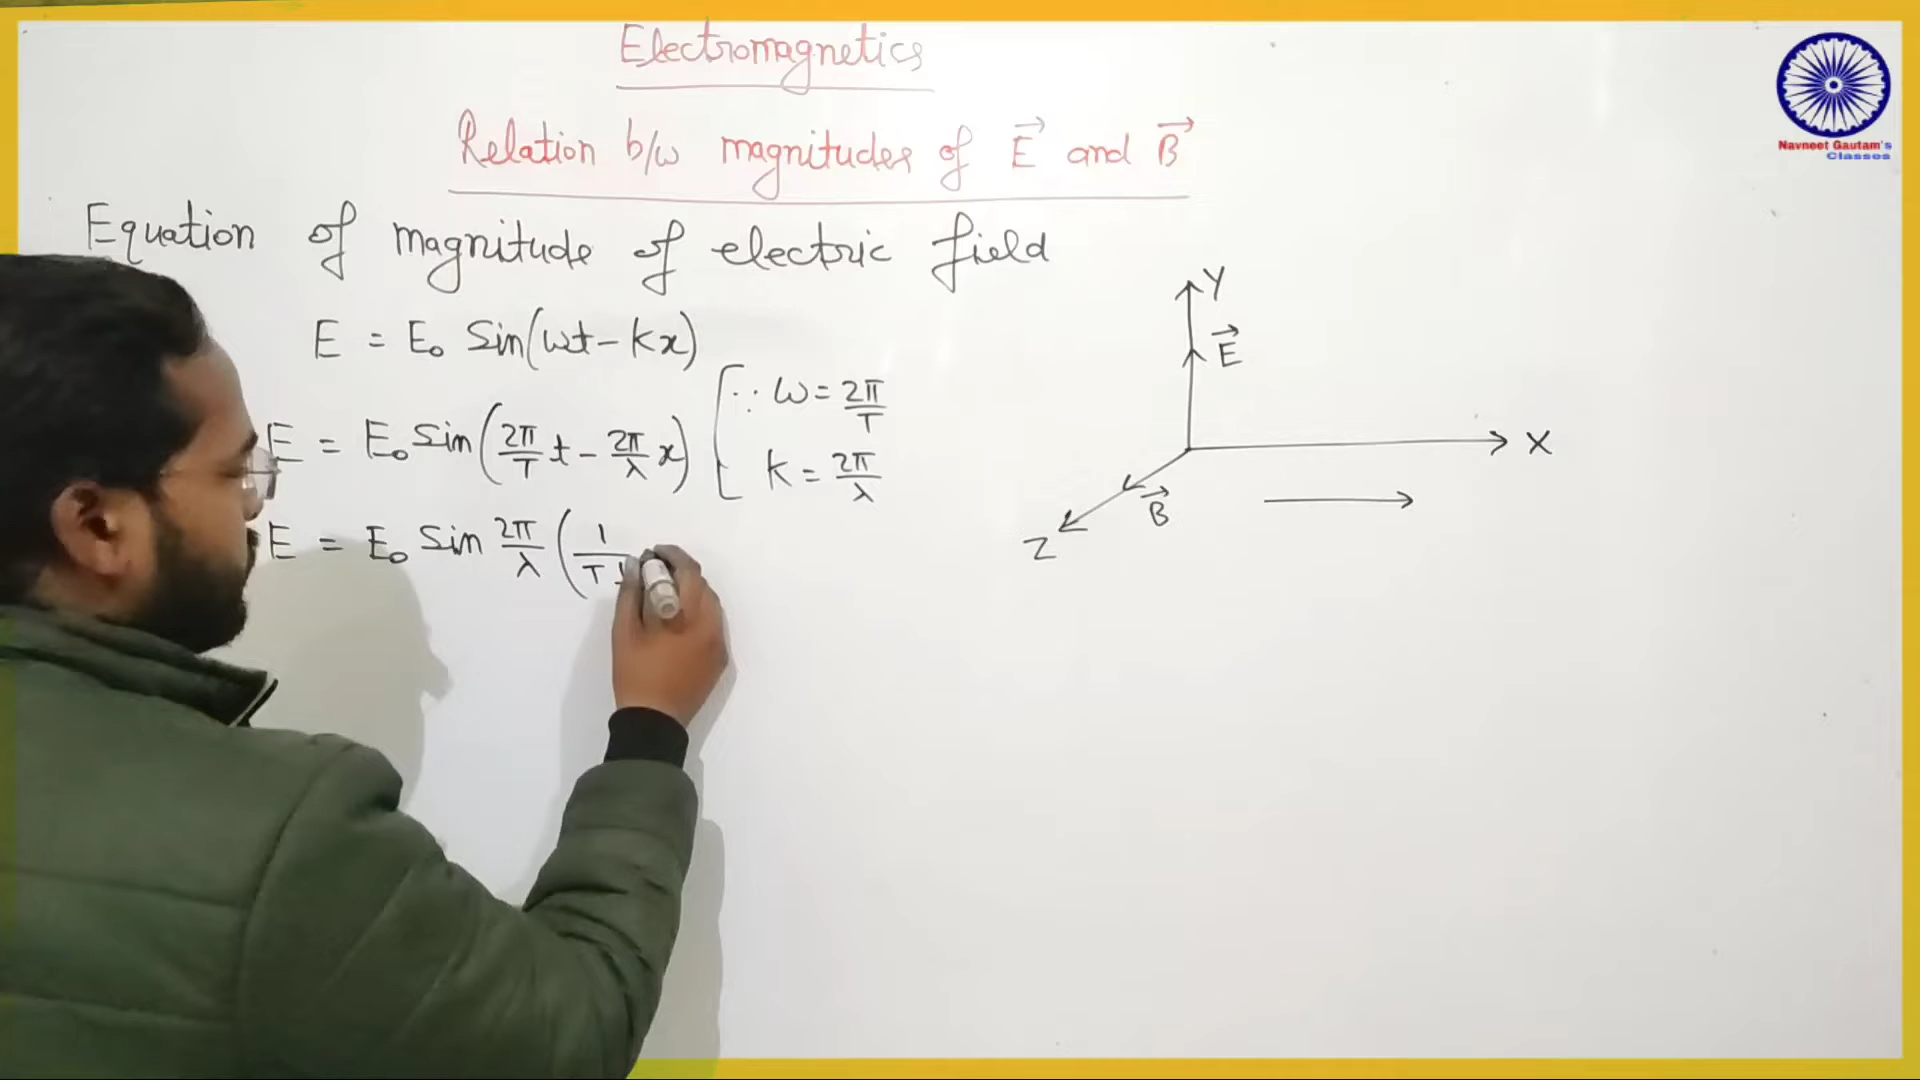 Electromagnetics
Relation b/w magnitudes of E⃗ and B⃗
Equation of magnitude of electric field
E = E₀ Sin(ωt − kx)
E = E₀ Sin(2π/T t − 2π/λ x) [∵ ω = 2π/T
k = 2π/λ
E = E₀ Sin 2π/λ (1/T
Y
E⃗
X
B⃗
Z
Navneet Gautam's
Classes